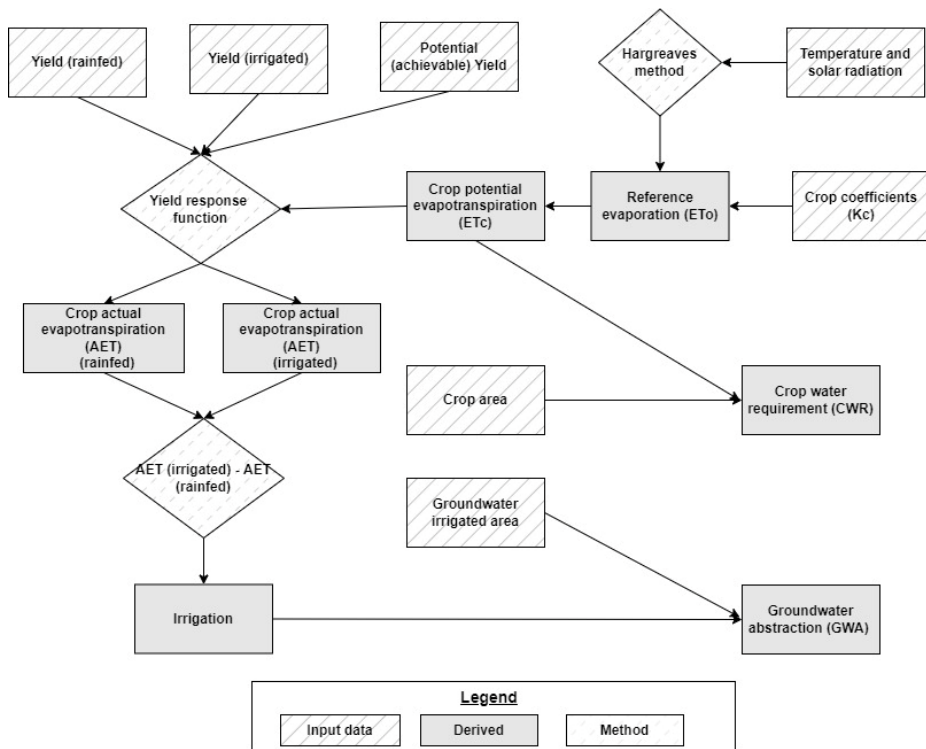 Yield (rainfed)
Yield (irrigated)
Potential
(achievable) Yield
Hargreaves
method
Temperature and
solar radiation
Yield response
function
Crop potential
evapotranspiration
(ETc)
Reference
evaporation (ETo)
Crop coefficients
(Kc)
Crop actual
evapotranspiration
(AET)
(rainfed)
Crop actual
evapotranspiration
(AET)
(irrigated)
Crop area
Crop water
requirement (CWR)
AET (irrigated) - AET
(rainfed)
Groundwater
irrigated area
Irrigation
Groundwater
abstraction (GWA)
Legend
Input data
Derived
Method